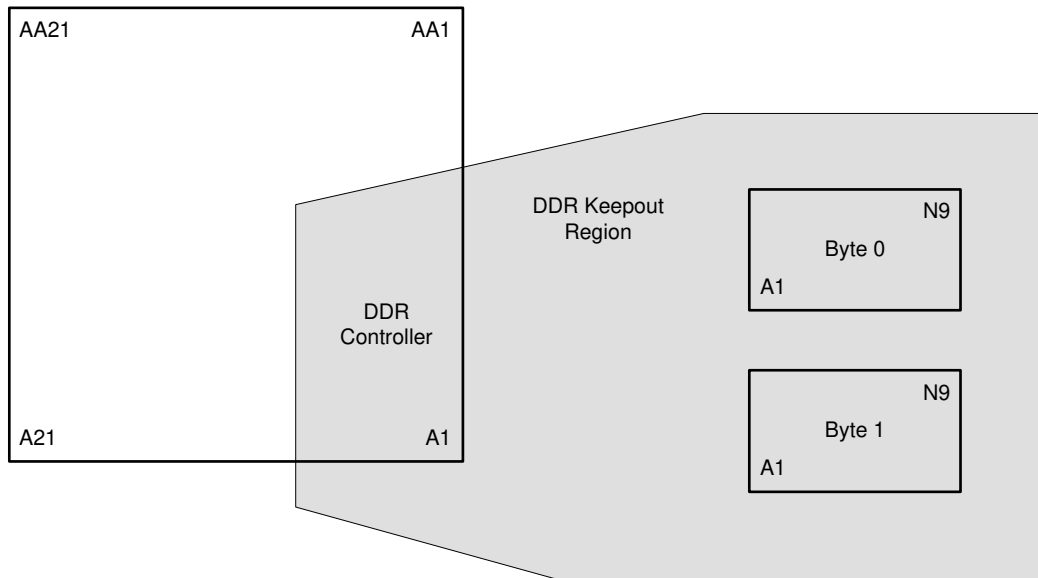 AA21
AA1
DDR Keepout
Region
N9
Byte 0
A1
DDR
Controller
N9
Byte 1
A1
A21
A1